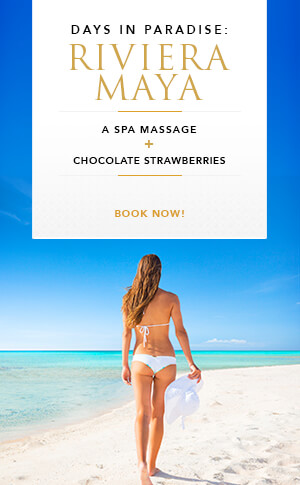 DAYS IN PARADISE:
RIVIERA
MAYA
A SPA MASSAGE
+
CHOCOLATE STRAWBERRIES
BOOK NOW!